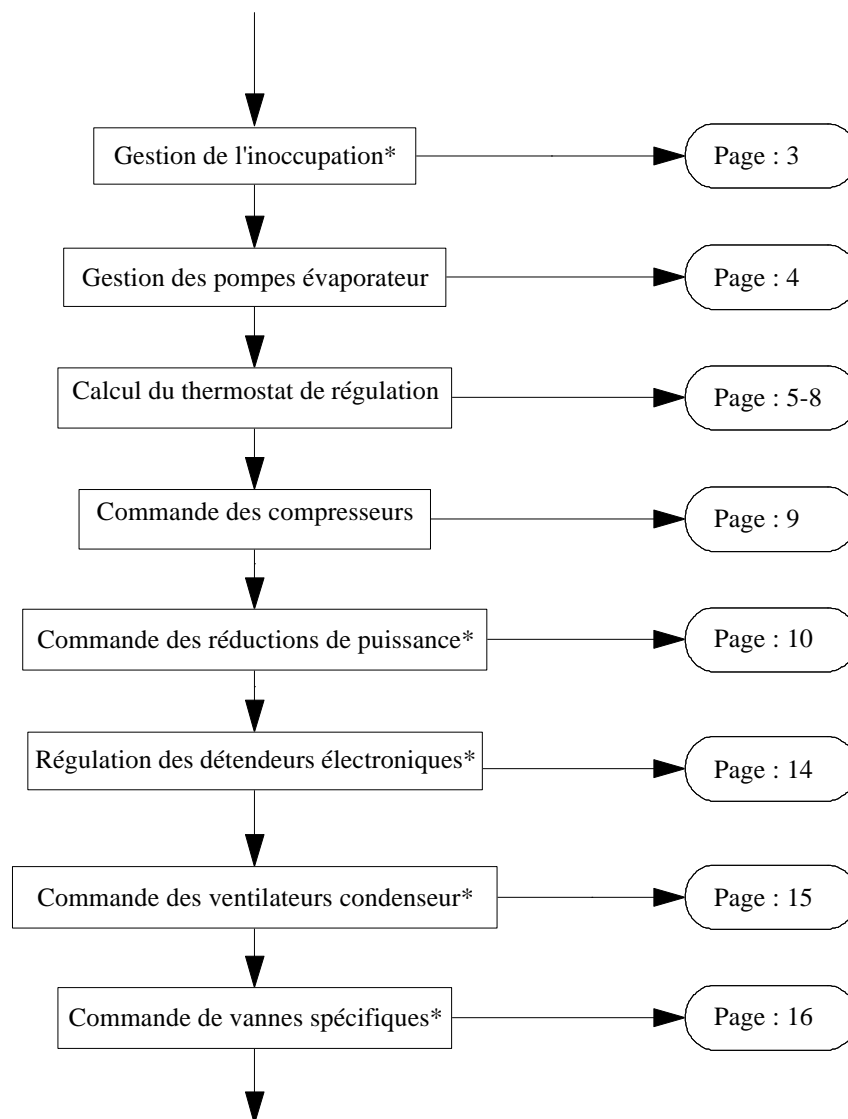 Gestion de l'inoccupation*
Page : 3
Gestion des pompes évaporateur
Page : 4
Calcul du thermostat de régulation
Page : 5-8
Commande des compresseurs
Page : 9
Commande des réductions de puissance*
Page : 10
Régulation des détendeurs électroniques*
Page : 14
Commande des ventilateurs condenseur*
Page : 15
Commande de vannes spécifiques*
Page : 16